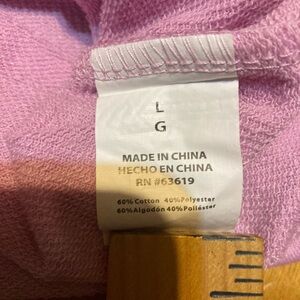 L
G
MADE IN CHINA
HECHO EN CHINA
RN #63619
60% Cotton 40% Polyester
60% Algodón 40% Poliéster